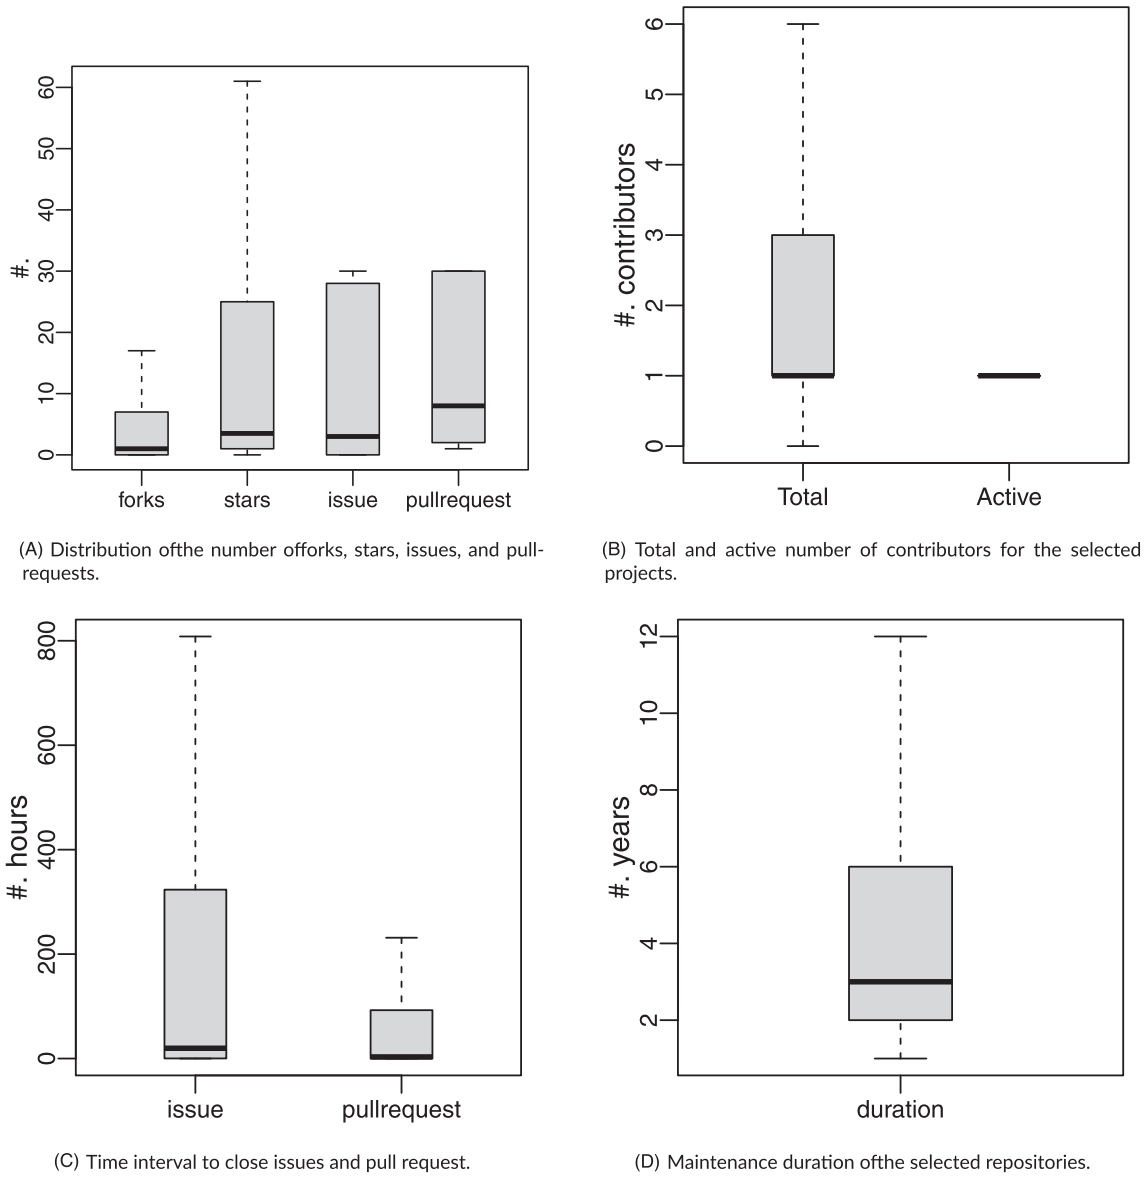 #.
60
50
40
30
20
10
0
forks stars issue pullrequest
(A) Distribution ofthe number offorks, stars, issues, and pull-
requests.
#. contributors
6
5
4
3
2
1
0
Total Active
(B) Total and active number of contributors for the selected
projects.
#. hours
800
600
400
200
0
issue pullrequest
(C) Time interval to close issues and pull request.
#. years
12
10
8
6
4
2
duration
(D) Maintenance duration ofthe selected repositories.